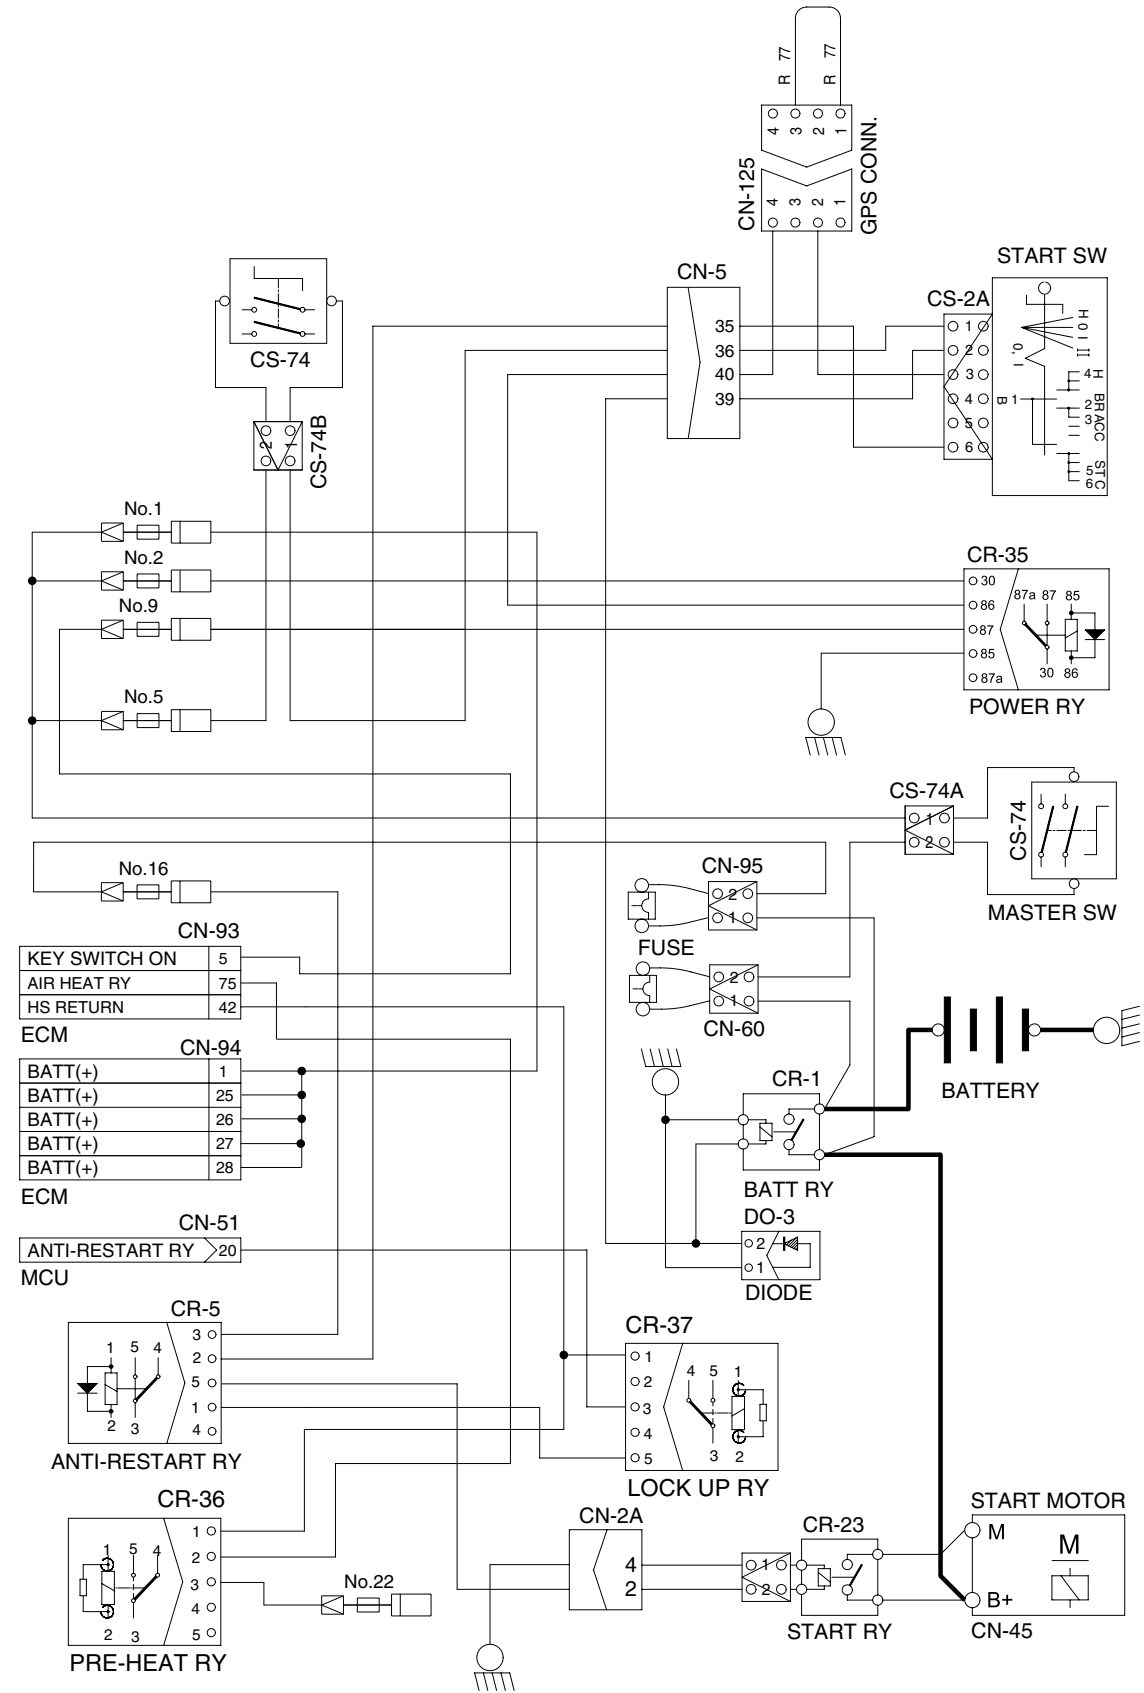 R 77
R 77
4 3 2 1
CN-125
4 3 2 1
GPS CONN.
START SW
CN-5
CS-2A
35
36
40
39
1
2
3
4
5
6
H 0 I II
0, I
B 1
4 H
BR
2
3 ACC
5 ST
6 C
CS-74
2 1
CS-74B
No.1
No.2
No.9
No.5
CR-35
30
86
87
85
87a
87a 87 85
30 86
POWER RY
CS-74A
1
2
CS-74
MASTER SW
No.16
CN-95
2
1
FUSE
2
1
CN-60
CN-93
KEY SWITCH ON 5
AIR HEAT RY 75
HS RETURN 42
ECM
CN-94
BATT(+) 1
BATT(+) 25
BATT(+) 26
BATT(+) 27
BATT(+) 28
ECM
BATTERY
CR-1
BATT RY
DO-3
2
1
DIODE
CN-51
ANTI-RESTART RY 20
MCU
CR-5
3
2
5
1
4
1 5 4
2 3
ANTI-RESTART RY
CR-37
1
2
3
4
5
4 5 1
3 2
LOCK UP RY
CR-36
1
2
3
4
5
1 5 4
2 3
PRE-HEAT RY
No.22
CN-2A
4
2
1
2
CR-23
START RY
START MOTOR
M
M
B+
CN-45